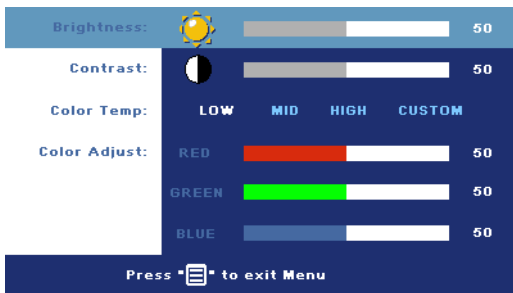 Brightness: 50
Contrast: 50
Color Temp: LOW MID HIGH CUSTOM
Color Adjust: RED 50
GREEN 50
BLUE 50
Press " " to exit Menu